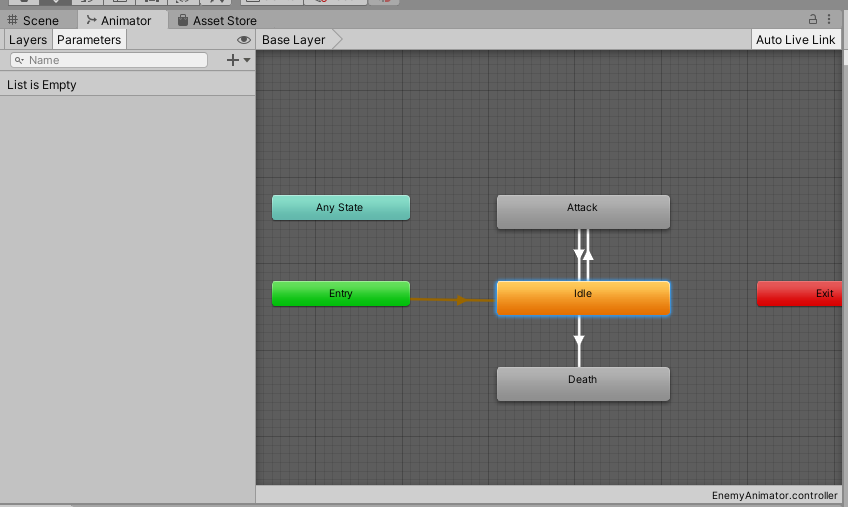 Scene
Animator
Asset Store
Layers
Parameters
Base Layer
Auto Live Link
Name
List is Empty
Any State
Attack
Entry
Idle
Exit
Death
EnemyAnimator.controller